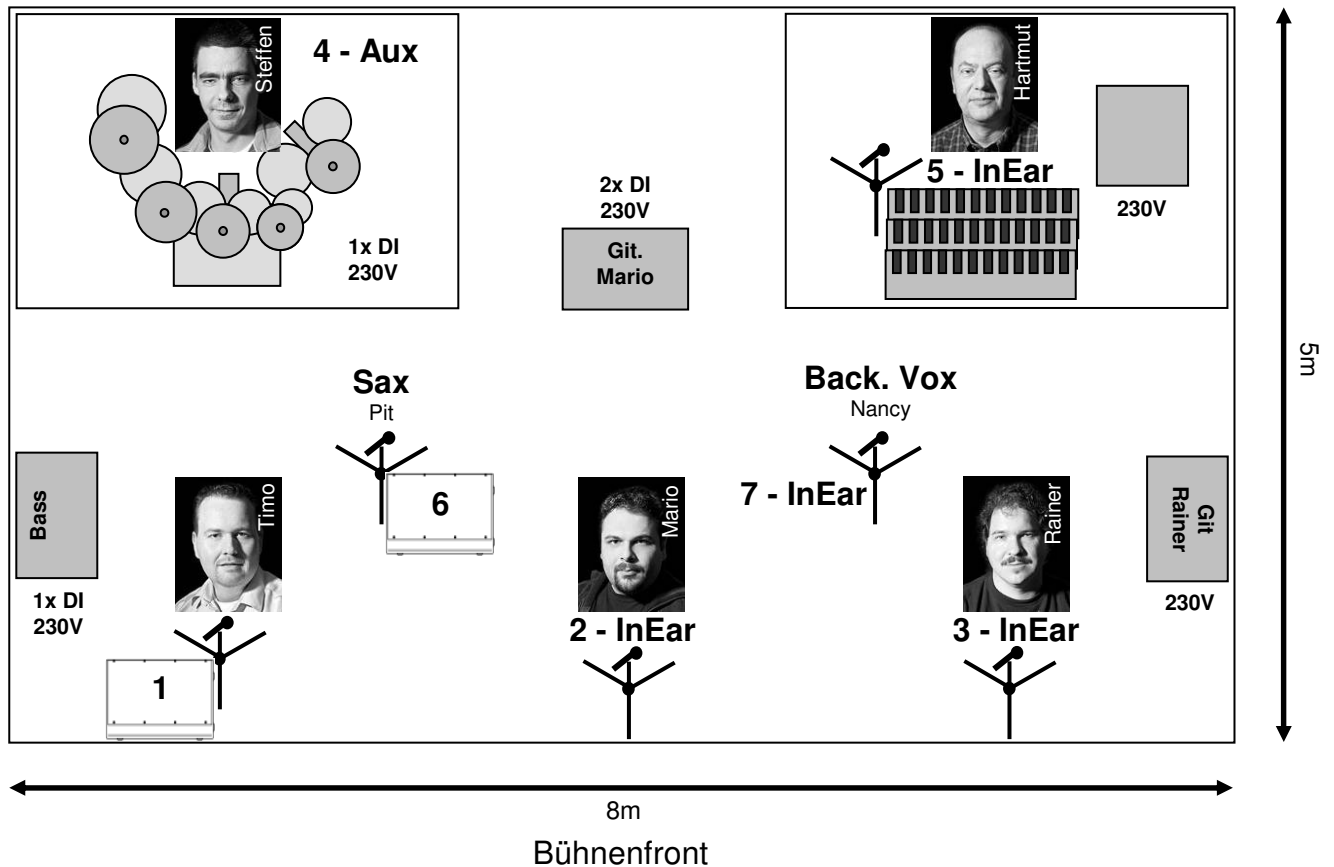 Steffen
4 - Aux
1x DI
230V
2x DI
230V
Git.
Mario
Hartmut
5 - InEar
230V
5m
Sax
Pit
6
Back. Vox
Nancy
7 - InEar
Bass
1x DI
230V
Timo
1
Mario
2 - InEar
Rainer
3 - InEar
Git
Rainer
230V
8m
Bühnenfront